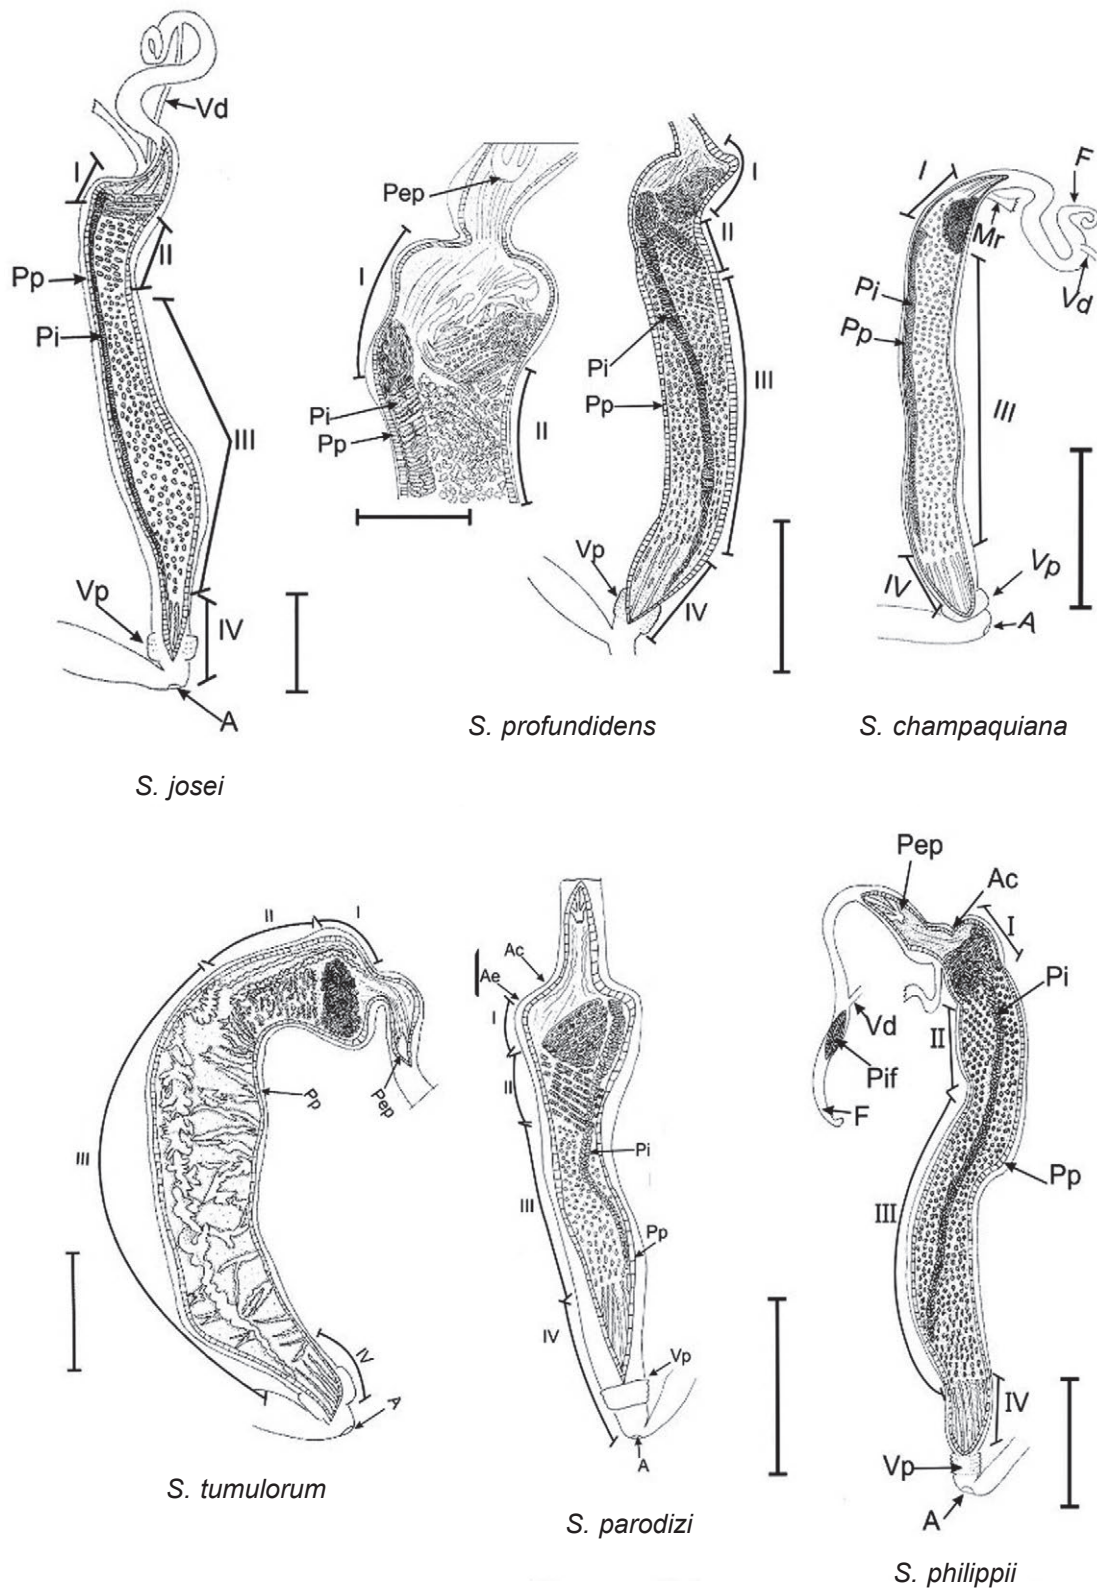 Vd
I
II
Pp
Pi
III
Vp
IV
A
S. josei
Pep
I
Pi
Pp
II
I
II
Pi
III
Pp
Vp
IV
S. profundidens
I
F
Mr
Vd
Pi
Pp
III
IV
Vp
A
S. champaquiana
II
I
Pp
Pep
III
IV
A
S. tumulorum
Ac
Ae
I
II
Pi
III
Pp
IV
Vp
A
S. parodizi
Pep
Ac
I
Pi
Vd
II
Pif
F
Pp
III
IV
Vp
A
S. philippii